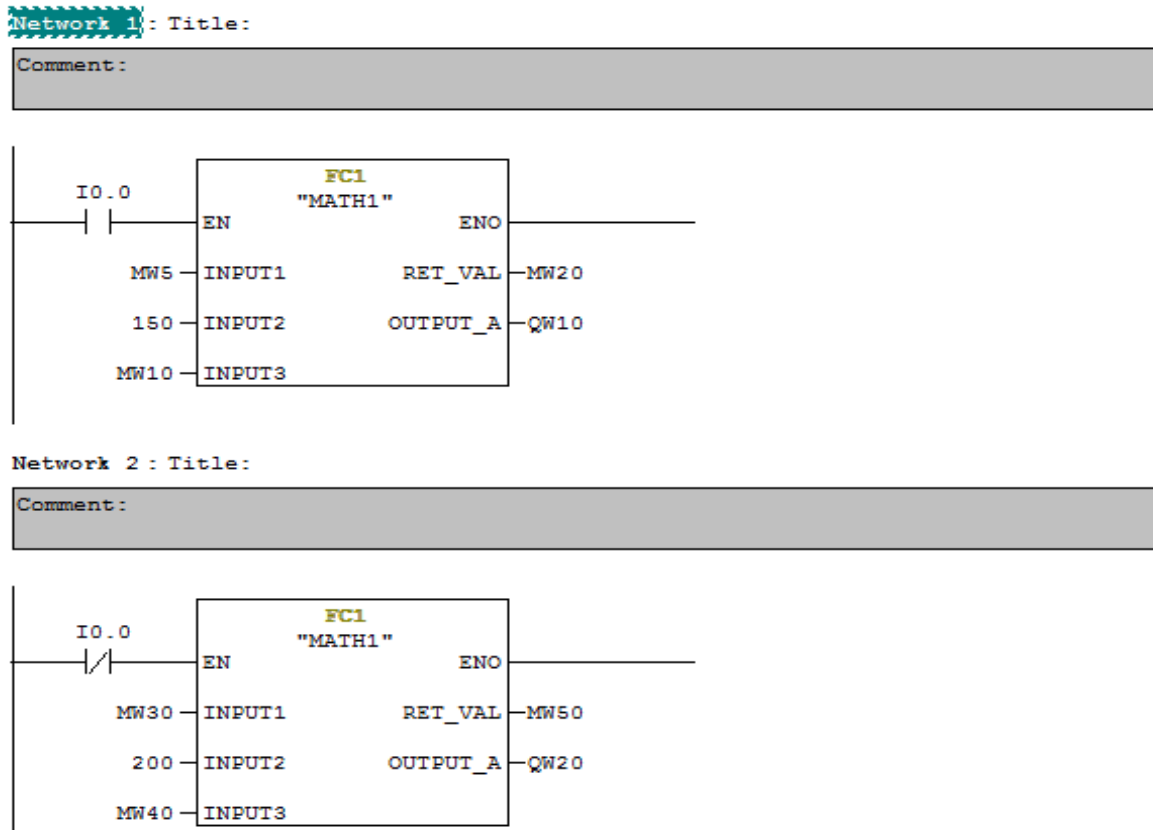 Network 1: Title:
Comment:
FC1
I0.0 "MATH1"
EN ENO
MW5 INPUT1 RET_VAL MW20
150 INPUT2 OUTPUT_A QW10
MW10 INPUT3
Network 2: Title:
Comment:
FC1
I0.0 "MATH1"
EN ENO
MW30 INPUT1 RET_VAL MW50
200 INPUT2 OUTPUT_A QW20
MW40 INPUT3